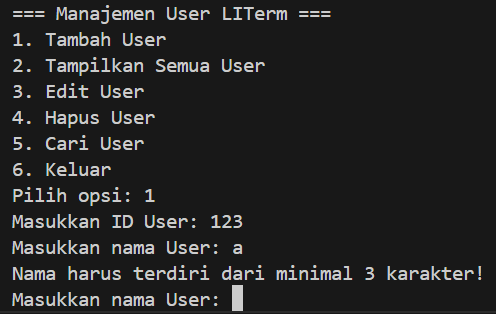 === Manajemen User LITerm ===
1. Tambah User
2. Tampilkan Semua User
3. Edit User
4. Hapus User
5. Cari User
6. Keluar
Pilih opsi: 1
Masukkan ID User: 123
Masukkan nama User: a
Nama harus terdiri dari minimal 3 karakter!
Masukkan nama User: